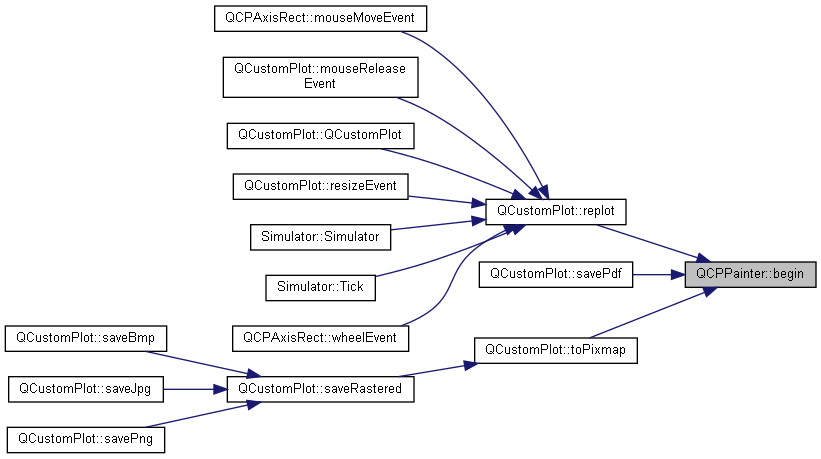 QCPAxisRect::mouseMoveEvent
QCustomPlot::mouseRelease
Event
QCustomPlot::QCustomPlot
QCustomPlot::resizeEvent
QCustomPlot::replot
Simulator::Simulator
QCustomPlot::savePdf
QCPPainter::begin
Simulator::Tick
QCPAxisRect::wheelEvent
QCustomPlot::saveBmp
QCustomPlot::toPixmap
QCustomPlot::saveJpg
QCustomPlot::saveRastered
QCustomPlot::savePng